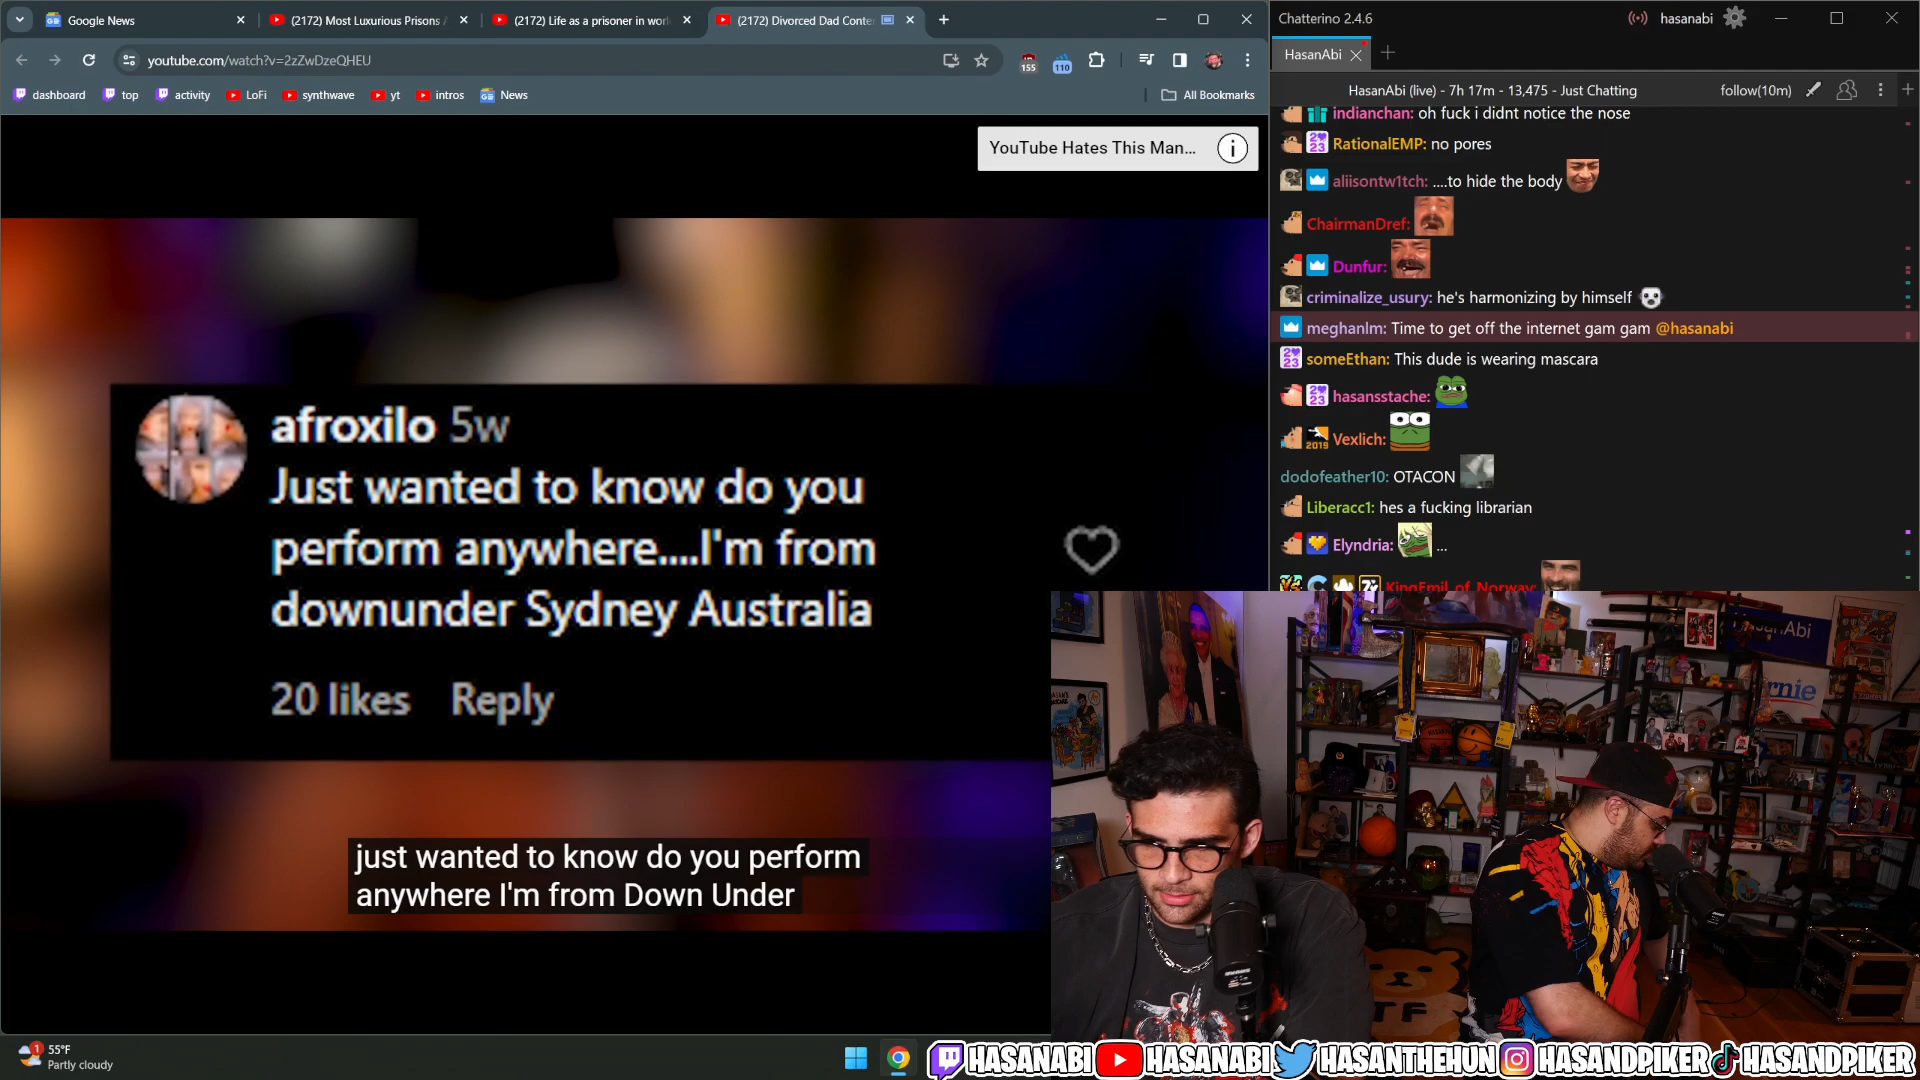 Google News
(2172) Most Luxurious Prisons
(2172) Life as a prisoner in wor
(2172) Divorced Dad Conte
youtube.com/watch?v=2zZwDzeQHEU
155
110
dashboard
top
activity
LoFi
synthwave
yt
intros
News
All Bookmarks
YouTube Hates This Man...
afroxilo 5w
Just wanted to know do you
perform anywhere....I'm from
downunder Sydney Australia
20 likes Reply
just wanted to know do you perform
anywhere I'm from Down Under
Chatterino 2.4.6
hasanabi
HasanAbi
HasanAbi (live) - 7h 17m - 13,475 - Just Chatting
follow(10m)
indianchan: oh fuck i didnt notice the nose
RationalEMP: no pores
aliisontw1tch: ....to hide the body
ChairmanDref:
Dunfur:
criminalize_usury: he's harmonizing by himself
meghanlm: Time to get off the internet gam gam @hasanabi
someEthan: This dude is wearing mascara
hasansstache:
Vexlich:
dodofeather10: OTACON
Liberacc1: hes a fucking librarian
Elyndria: ...
KingEmil_of_Norway:
1
55°F
Partly cloudy
HASANABI
HASANABI
HASANTHEHUN
HASANDPIKER
HASANDPIKER